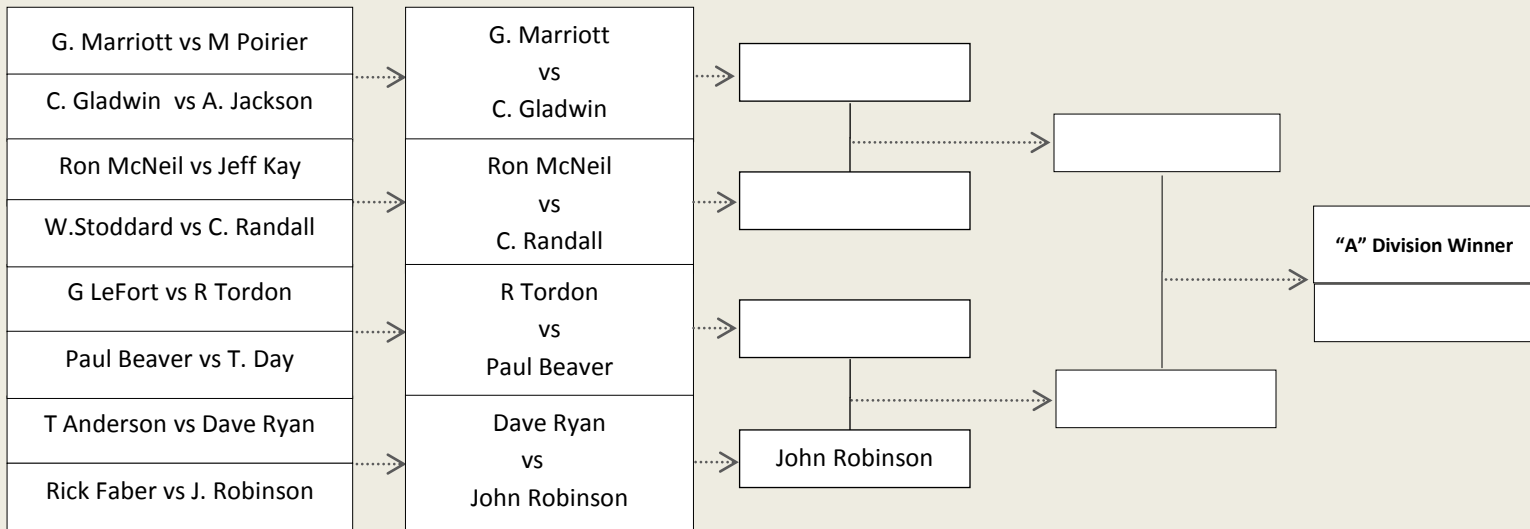 G. Marriott vs M Poirier
C. Gladwin vs A. Jackson
Ron McNeil vs Jeff Kay
W.Stoddard vs C. Randall
G LeFort vs R Tordon
Paul Beaver vs T. Day
T Anderson vs Dave Ryan
Rick Faber vs J. Robinson
G. Marriott
vs
C. Gladwin
Ron McNeil
vs
C. Randall
R Tordon
vs
Paul Beaver
Dave Ryan
vs
John Robinson
John Robinson
“A” Division Winner